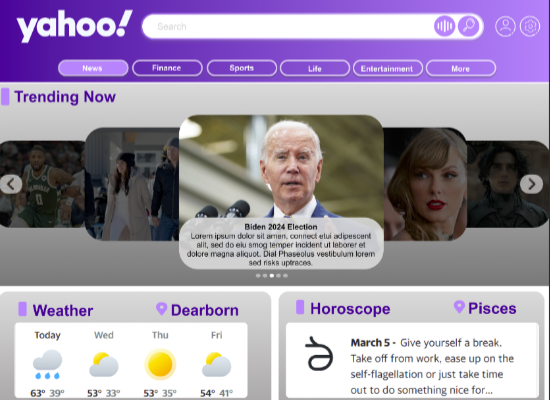 yahoo!
Search
News Finance Sports Life Entertainment More
Trending Now
Biden 2024 Election
Lorem ipsum dolor sit amen, connect etui adipescent
alit, sed do eiu smog temper incident ut laborer et
dolore magna aliquot. Dial Phaseolus vestibulum lorem
sed risks uptraces.
Weather Dearborn
Today Wed Thu Fri
63° 39° 53° 33° 53° 35° 54° 41°
Horoscope Pisces
March 5 - Give yourself a break.
Take off from work, ease up on the
self-flagellation or just take time
out to do something nice for...